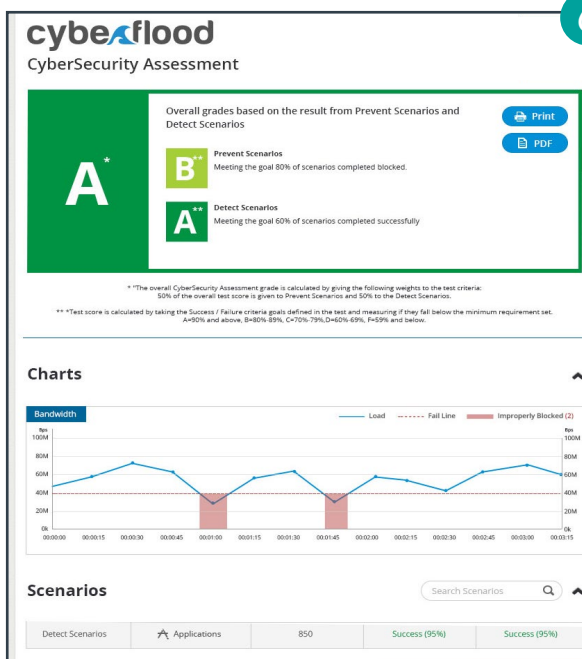 cyberflood
CyberSecurity Assessment
A*
Overall grades based on the result from Prevent Scenarios and
Detect Scenarios
Print
PDF
B**
Prevent Scenarios
Meeting the goal 80% of scenarios completed blocked.
A**
Detect Scenarios
Meeting the goal 60% of scenarios completed successfully
* "The overall CyberSecurity Assessment grade is calculated by giving the following weights to the test criteria:
50% of the overall test score is given to Prevent Scenarios and 50% to the Detect Scenarios.
** *Test score is calculated by taking the Success / Failure criteria goals defined in the test and measuring if they fall below the minimum requirement set.
A=90% and above, B=80%-89%, C=70%-79%,D=60%-69%, F=59% and below.
Charts
Bandwidth
Load
Fail Line
Improperly Blocked (2)
Bps
100M
80M
60M
40M
20M
0k
Bps
100M
80M
60M
40M
20M
0k
00:00:00 00:00:15 00:00:30 00:00:45 00:01:00 00:01:15 00:01:30 00:01:45 00:02:00 00:02:15 00:02:30 00:02:45 00:03:00 00:03:15
Scenarios
Search Scenarios
Detect Scenarios Applications 850 Success (95%) Success (95%)